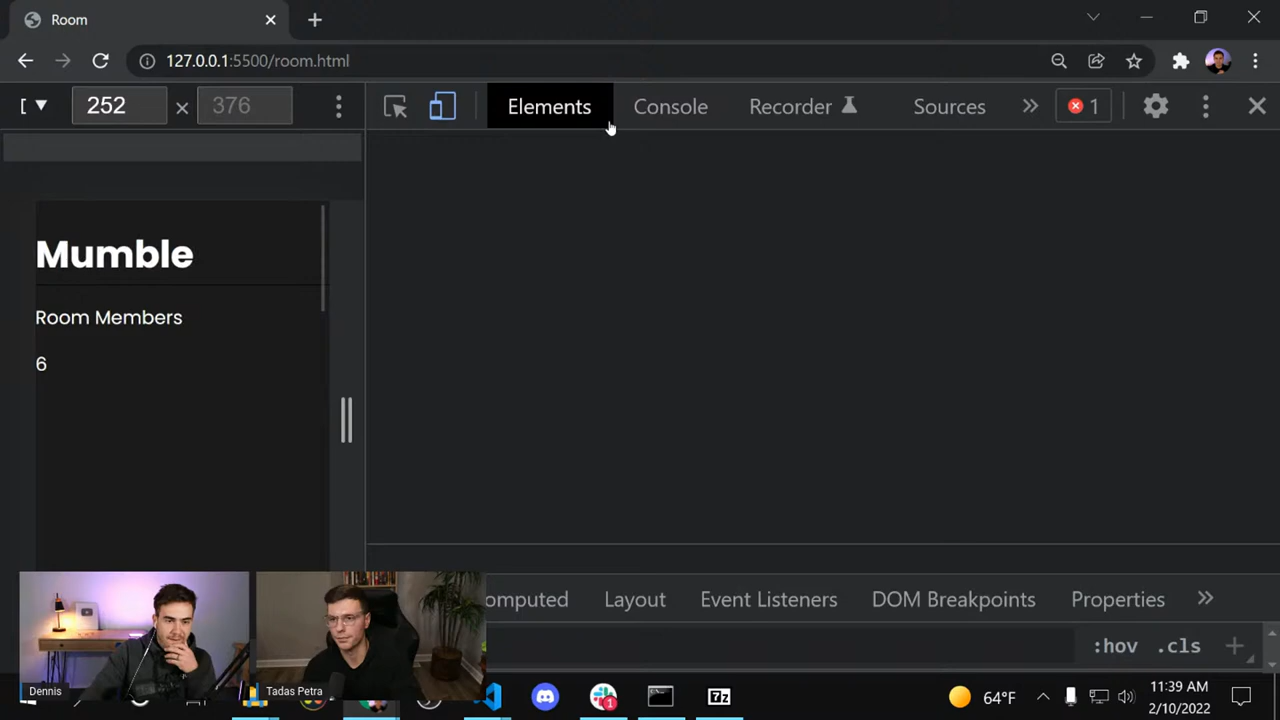 Room
127.0.0.1:5500/room.html
252 × 376
Elements
Console
Recorder
Sources
1
Mumble
Room Members
6
omputed
Layout
Event Listeners
DOM Breakpoints
Properties
:hov .cls
Dennis
Tadas Petra
1
7z
64°F
11:39 AM
2/10/2022